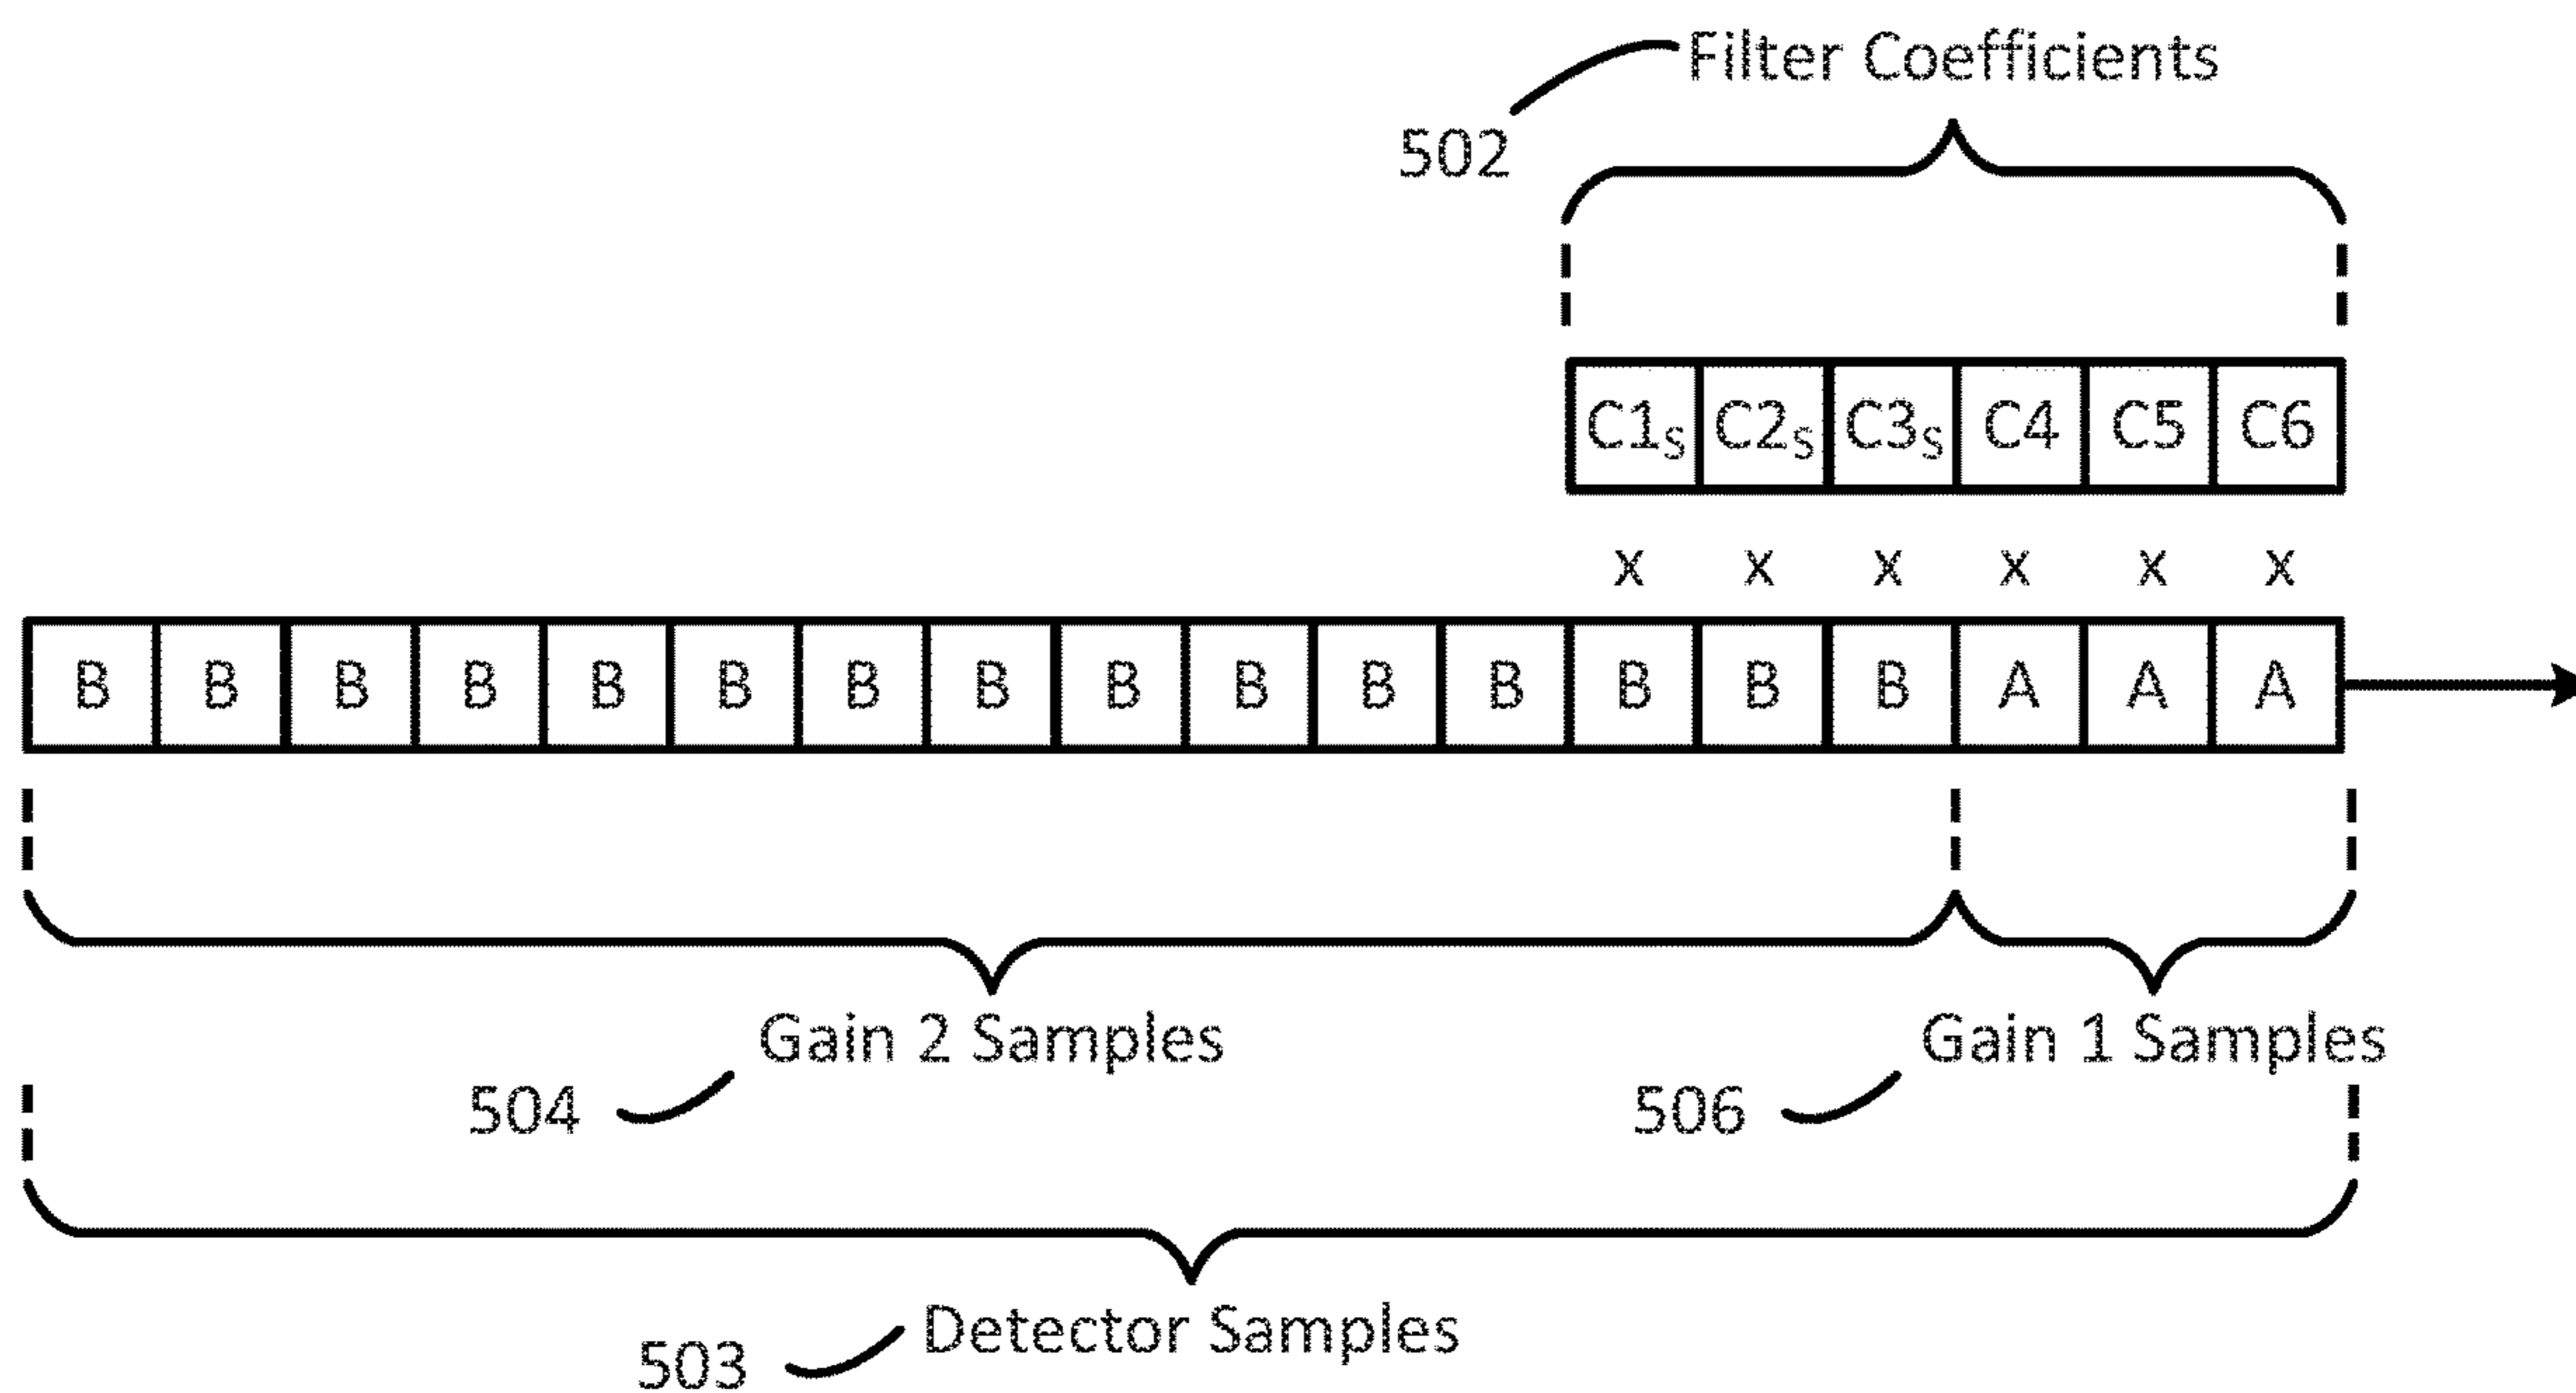 Filter Coefficients
502
C1S C2S C3S C4 C5 C6
x x x x x x
B B B B B B B B B B B B B B B A A A
Gain 2 Samples
Gain 1 Samples
504
506
Detector Samples
503